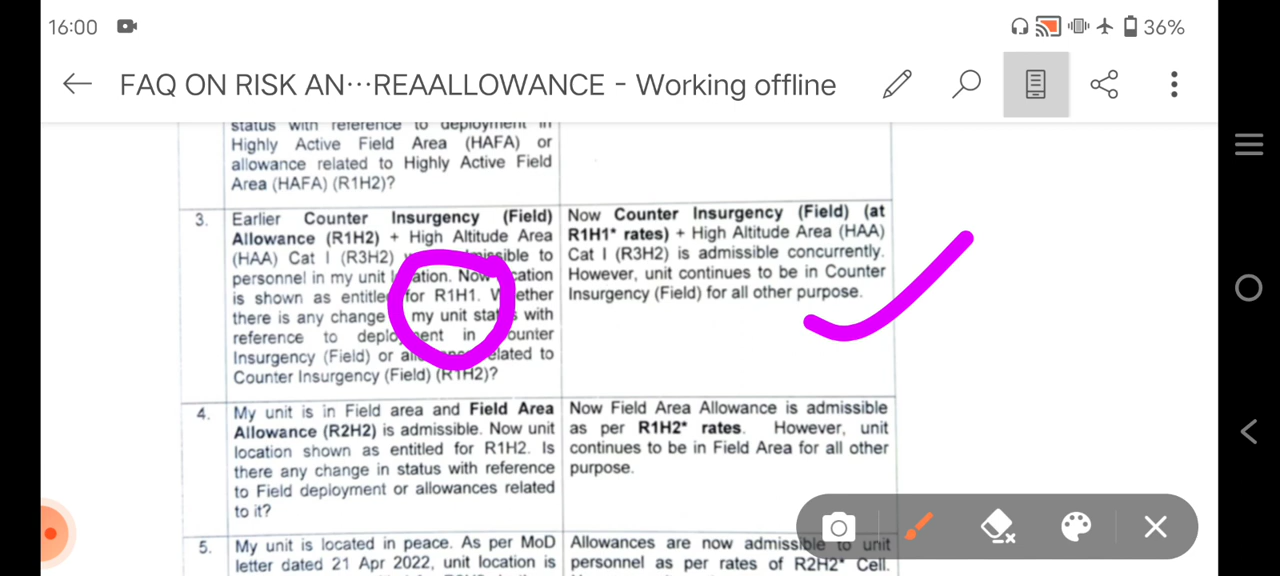 16:00
36%
FAQ ON RISK AN···REAALLOWANCE - Working offline
status with reference to deployment in
Highly Active Field Area (HAFA) or
allowance related to Highly Active Field
Area (HAFA) (R1H2)?
3.
Earlier Counter Insurgency (Field)
Allowance (R1H2) + High Altitude Area
(HAA) Cat I (R3H2) to
personnel in my unit Now
is shown as entitled for R1H1. Whether
there is any change my unit status with
reference to deployment in Counter
Insurgency (Field) or related to
Counter Insurgency (Field) (R1H2)?
Now Counter Insurgency (Field) (at
R1H1* rates) + High Altitude Area (HAA)
Cat I (R3H2) is admissible concurrently.
However, unit continues to be in Counter
Insurgency (Field) for all other purpose.
4.
My unit is in Field area and Field Area
Allowance (R2H2) is admissible. Now unit
location shown as entitled for R1H2. Is
there any change in status with reference
to Field deployment or allowances related
to it?
Now Field Area Allowance is admissible
as per R1H2* rates. However, unit
continues to be in Field Area for all other
purpose.
5.
My unit is located in peace. As per MoD
letter dated 21 Apr 2022, unit location is
Allowances are now admissible to unit
personnel as per rates of R2H2* Cell.